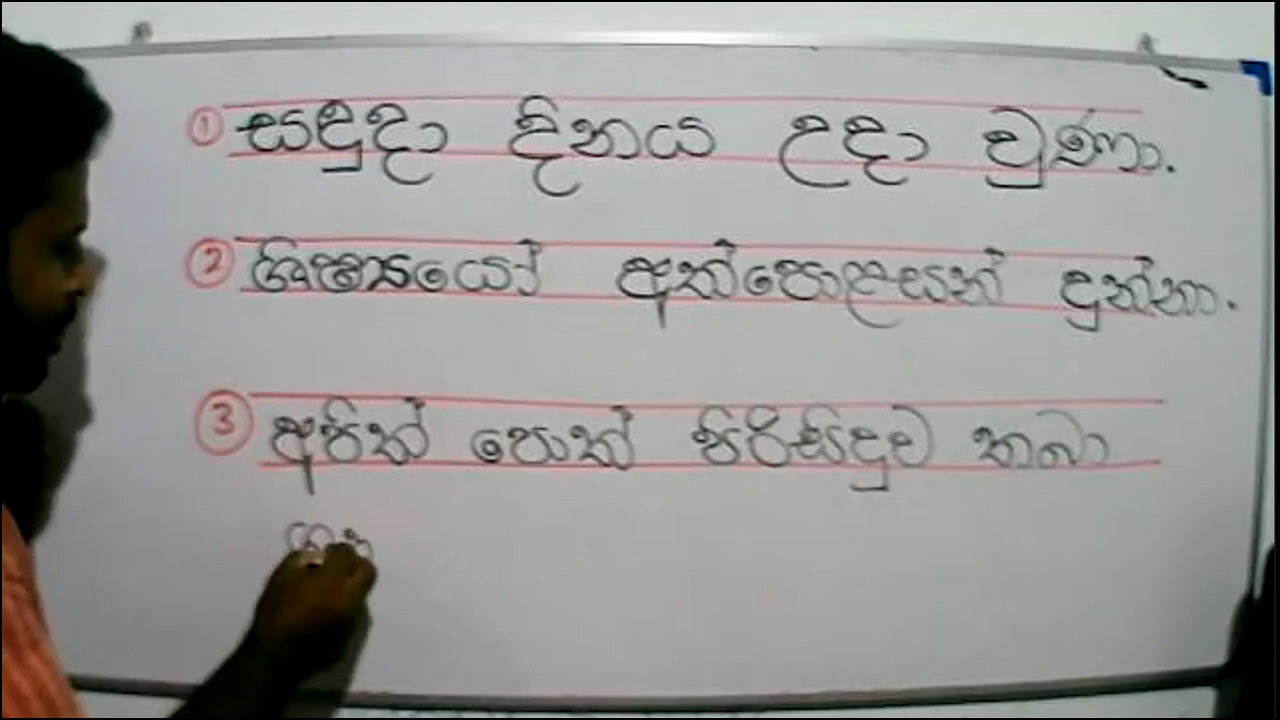 ① සඳුදා දිනය උදා වුණා.
② ශිෂ්‍යයෝ අත්පොළසන් දුන්නා.
③ අපිත් පොත් පිරිසිදුව තබා